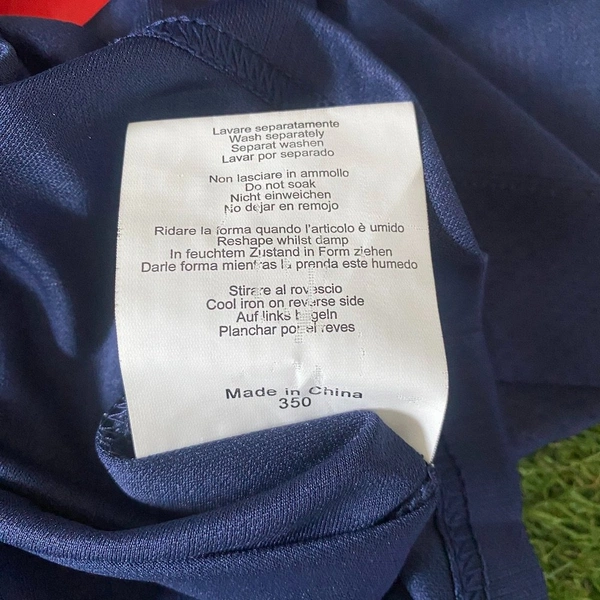 Lavare separatamente
Wash separately
Separat washen
Lavar por separado
Non lasciare in ammollo
Do not soak
Nicht einweichen
No dejar en remojo
Ridare la forma quando l'articolo è umido
Reshape whilst damp
In feuchtem Zustand in Form ziehen
Darle forma mientras la prenda este humedo
Stirare al rovescio
Cool iron on reverse side
Auf links bügeln
Planchar por el reves
Made in China
350